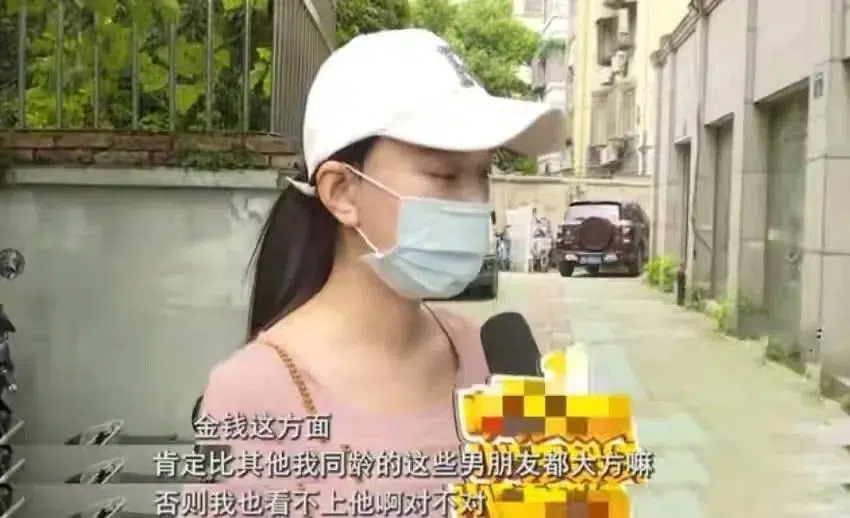 金钱这方面
肯定比其他我同龄的这些男朋友都大方嘛
否则我也看不上他啊对不对